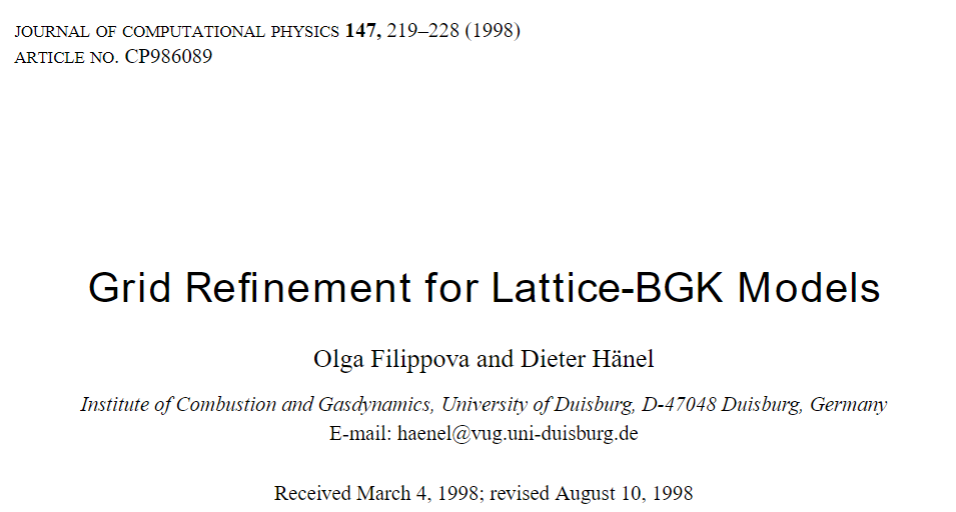 JOURNAL OF COMPUTATIONAL PHYSICS 147, 219–228 (1998)
ARTICLE NO. CP986089
Grid Refinement for Lattice-BGK Models
Olga Filippova and Dieter Hänel
Institute of Combustion and Gasdynamics, University of Duisburg, D-47048 Duisburg, Germany
E-mail: haenel@vug.uni-duisburg.de
Received March 4, 1998; revised August 10, 1998